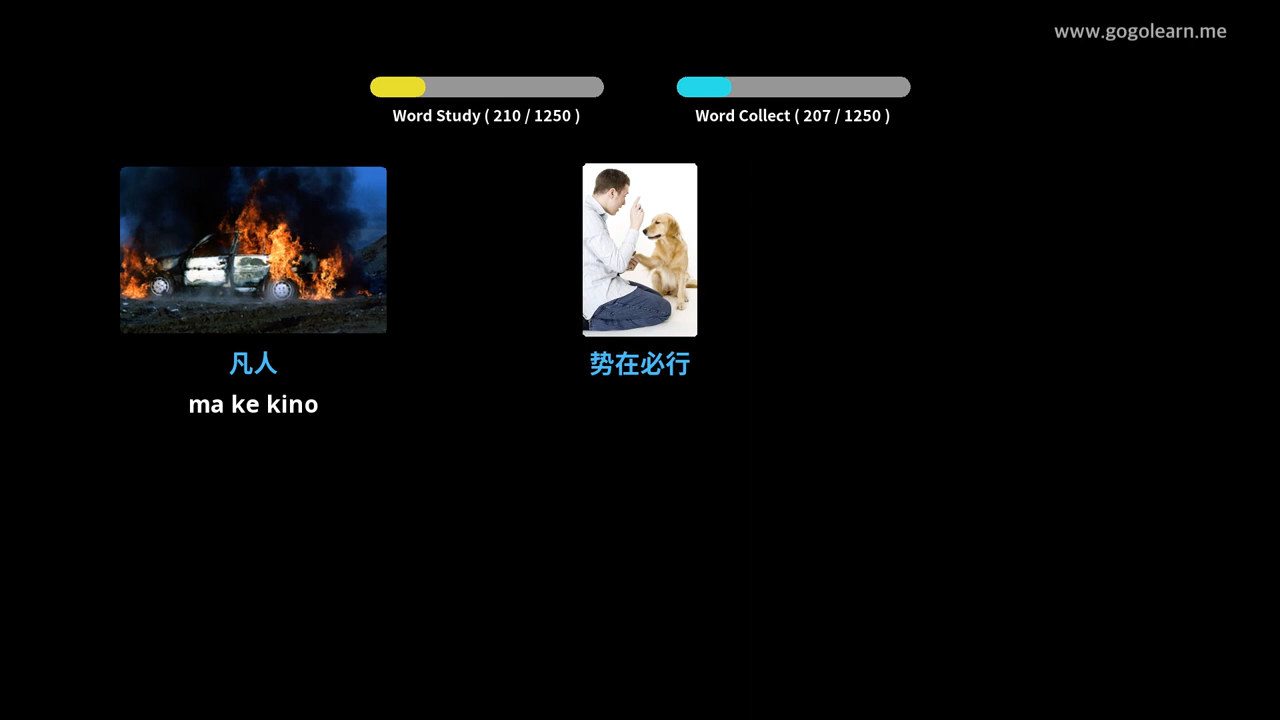 www.gogolearn.me
Word Study ( 210 / 1250 )
Word Collect ( 207 / 1250 )
凡人
势在必行
ma ke kino